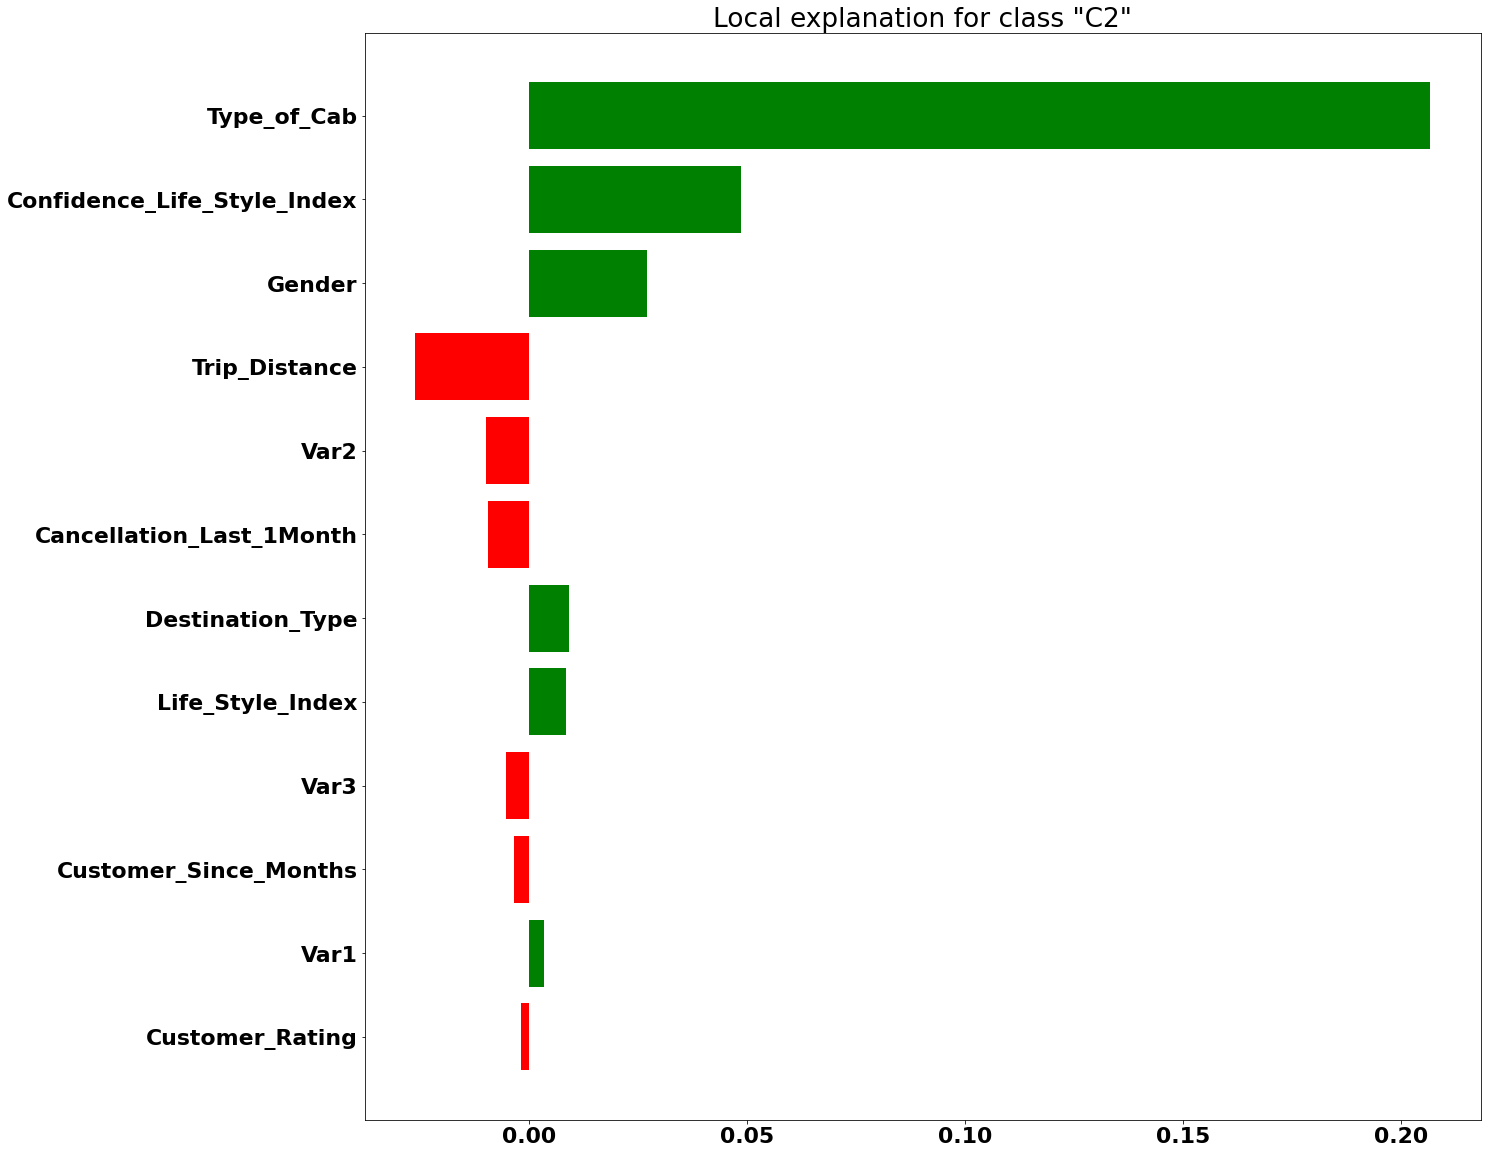 Local explanation for class "C2"
Type_of_Cab
Confidence_Life_Style_Index
Gender
Trip_Distance
Var2
Cancellation_Last_1Month
Destination_Type
Life_Style_Index
Var3
Customer_Since_Months
Var1
Customer_Rating
0.00 0.05 0.10 0.15 0.20